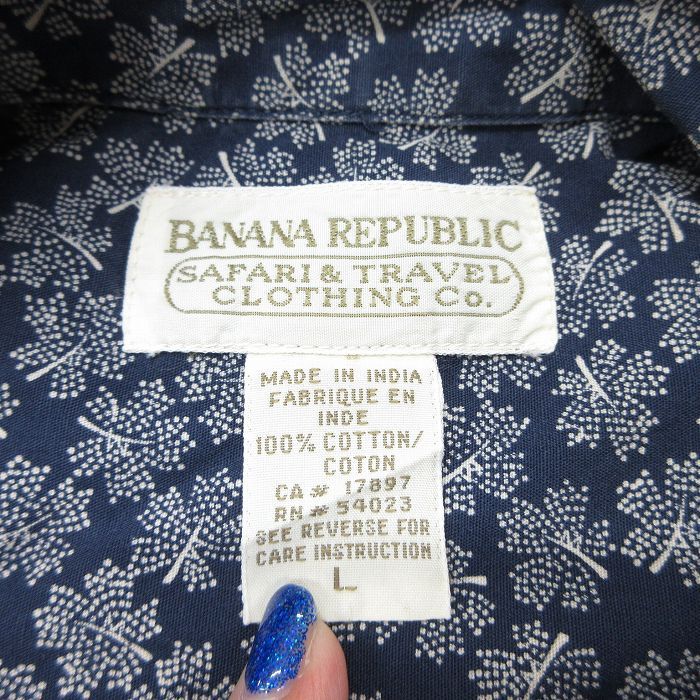 BANANA REPUBLIC
SAFARI & TRAVEL
CLOTHING Co.
MADE IN INDIA
FABRIQUE EN
INDE
100% COTTON/
COTON
CA# 17897
RN# 54023
SEE REVERSE FOR
CARE INSTRUCTION
L